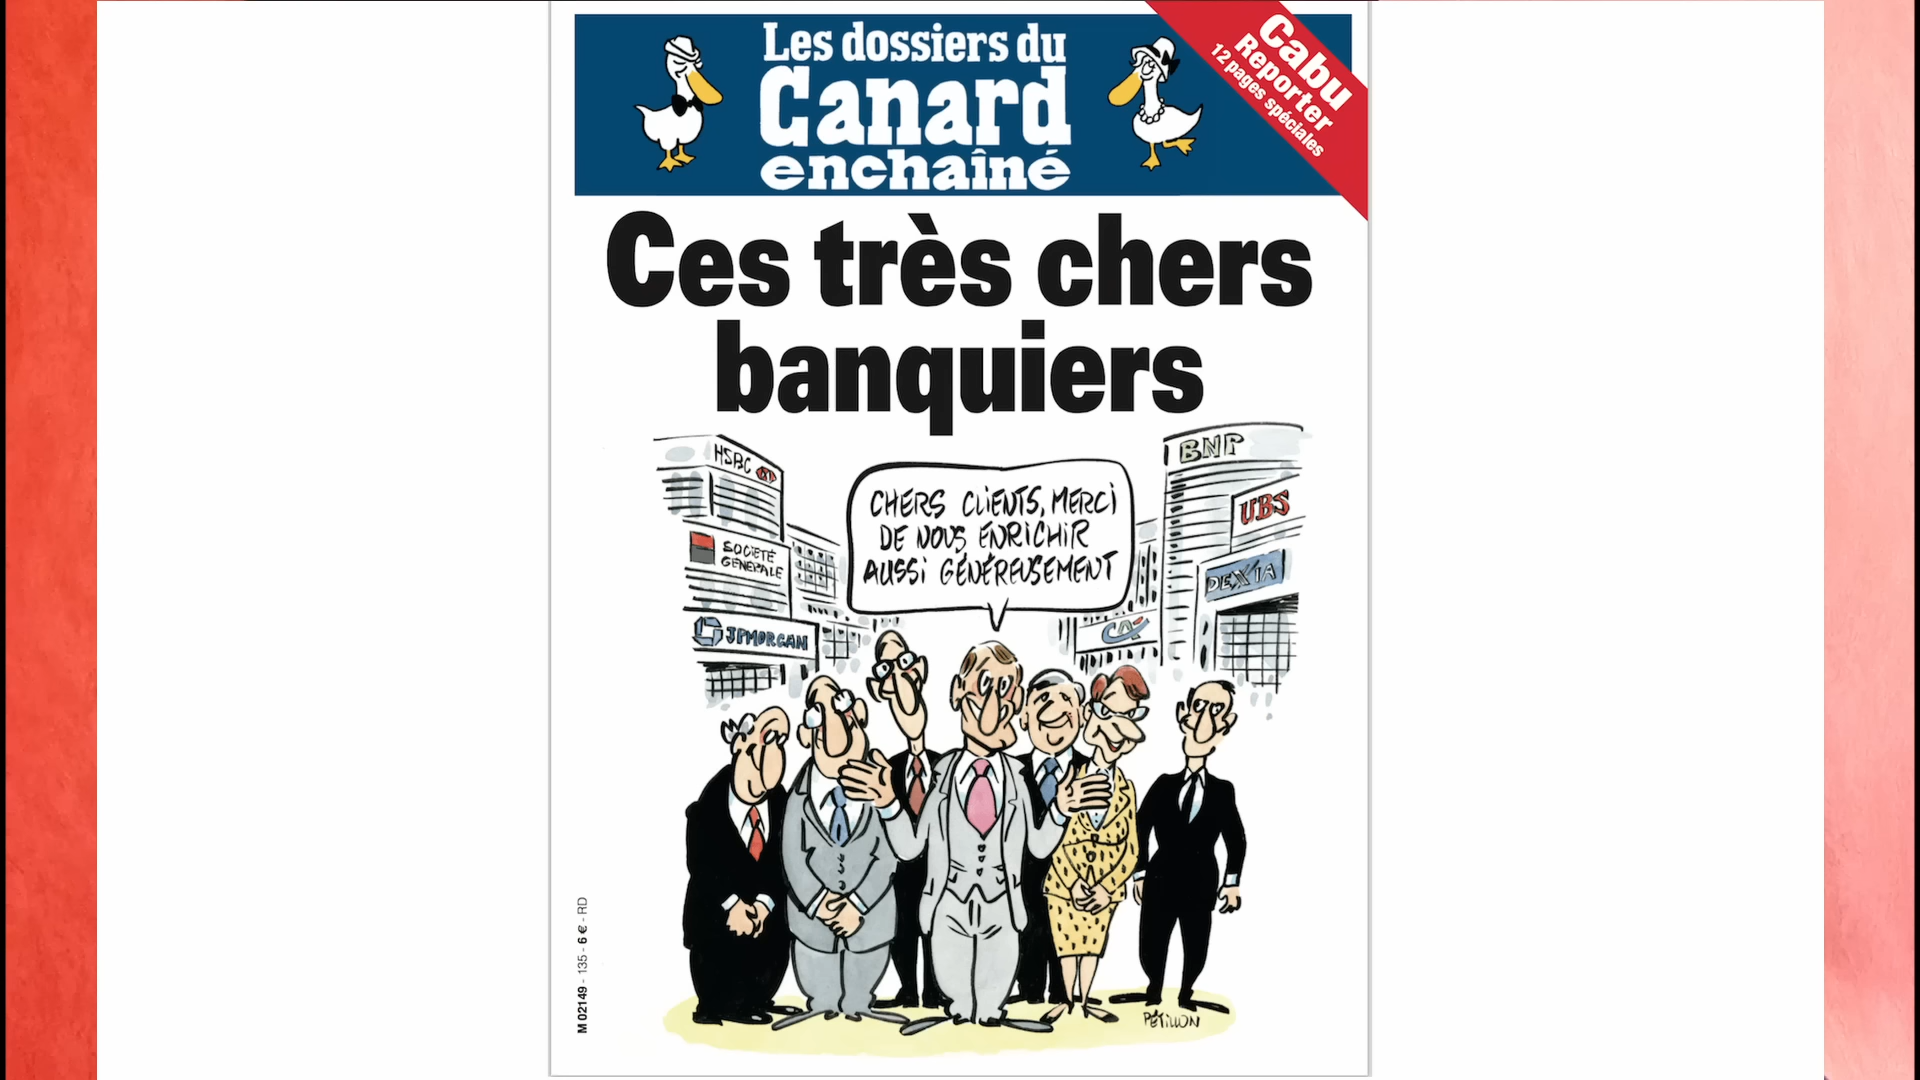 Les dossiers du
Canard
enchaîné
Cabu
Reporter
12 pages spéciales
Ces très chers
banquiers
HSBC
BNP
CHERS CLIENTS, MERCI
DE NOUS ENRICHIR
AUSSI GÉNÉREUSEMENT
UBS
SOCIÉTÉ
GÉNÉRALE
DEXIA
JPMORGAN
CA
M 02149 - 135 - 6 € - RD
PÉTILLON